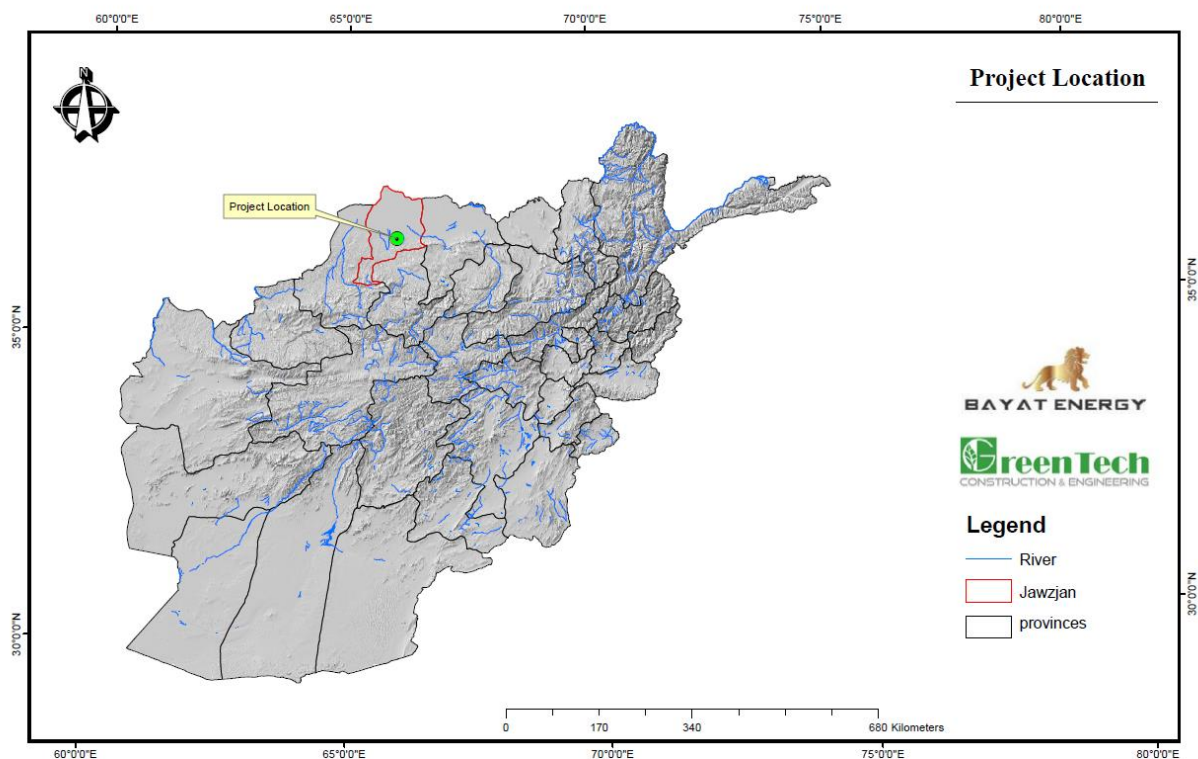 60°0'0"E 65°0'0"E 70°0'0"E 75°0'0"E 80°0'0"E
N
Project Location
Project Location
35°0'0"N
35°0'0"N
BAYAT ENERGY
GreenTech
CONSTRUCTION & ENGINEERING
Legend
River
Jawzjan
provinces
30°0'0"N
30°0'0"N
0 170 340 680 Kilometers
60°0'0"E 65°0'0"E 70°0'0"E 75°0'0"E 80°0'0"E